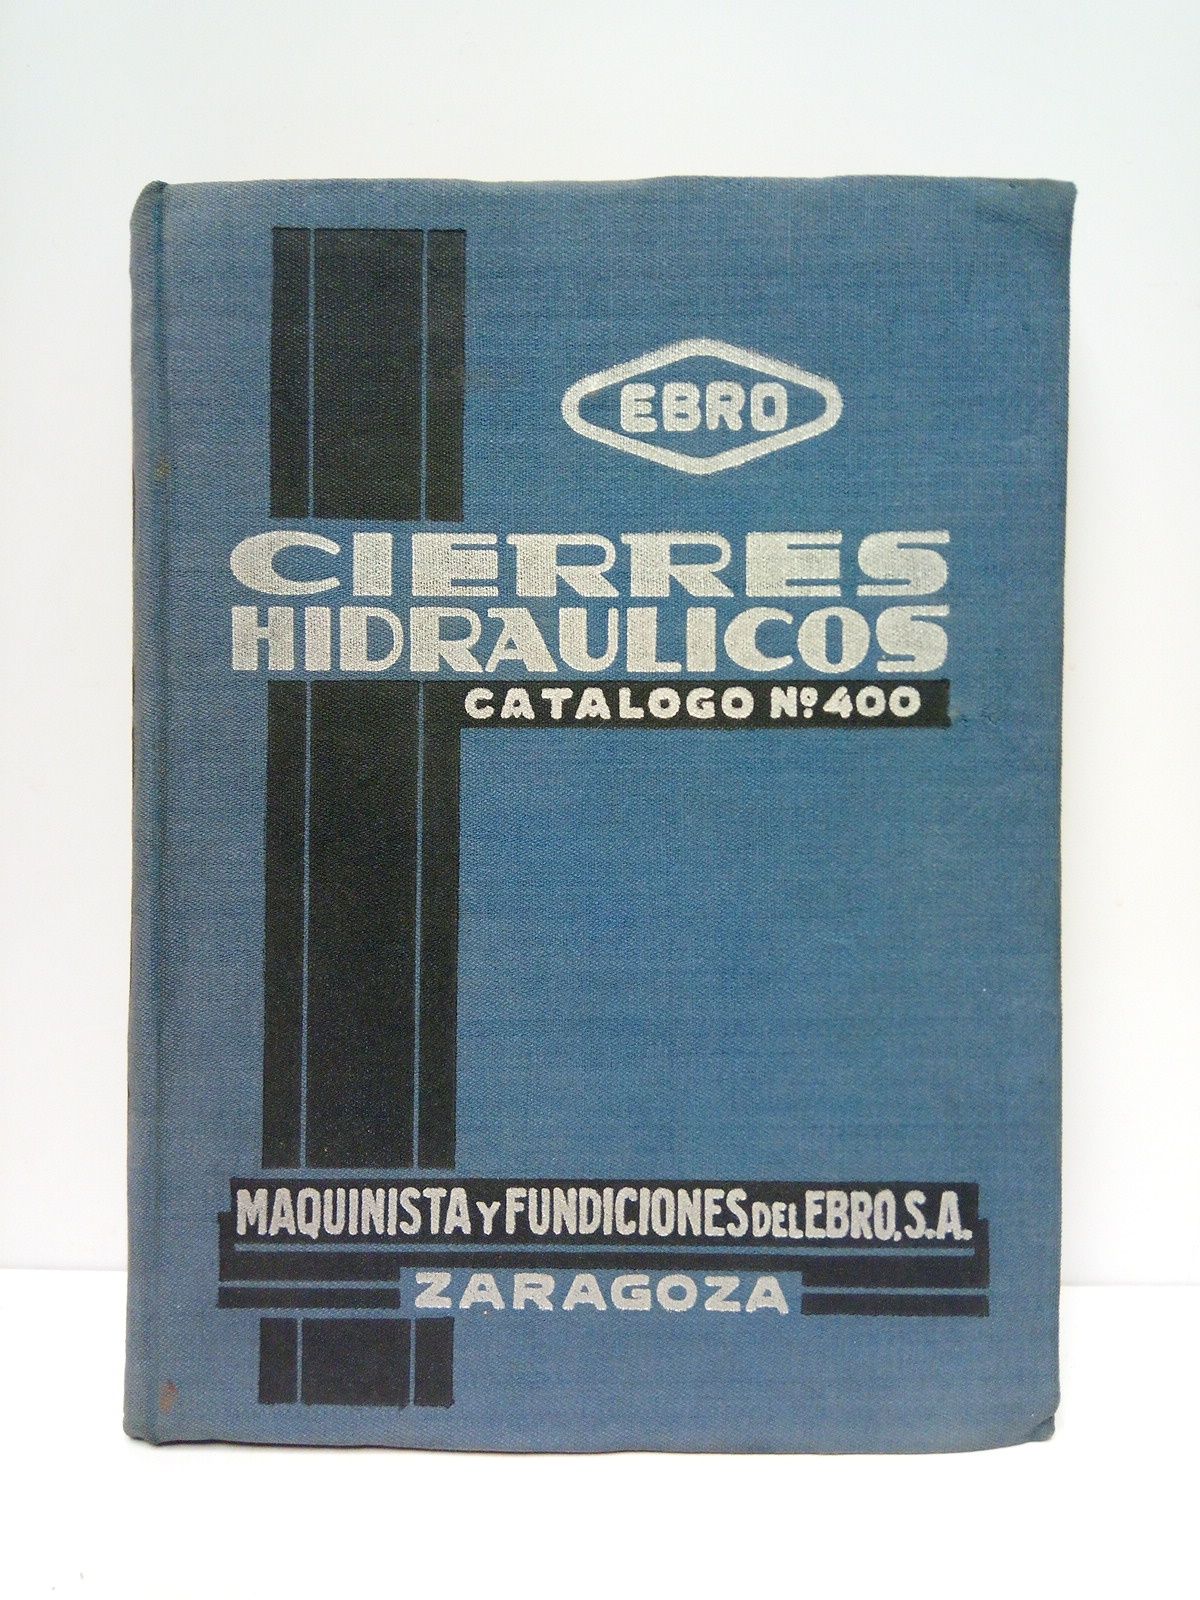 EBRO
CIERRES
HIDRAULICOS
CATALOGO Nº. 400
MAQUINISTA Y FUNDICIONES DEL EBRO, S.A.
ZARAGOZA